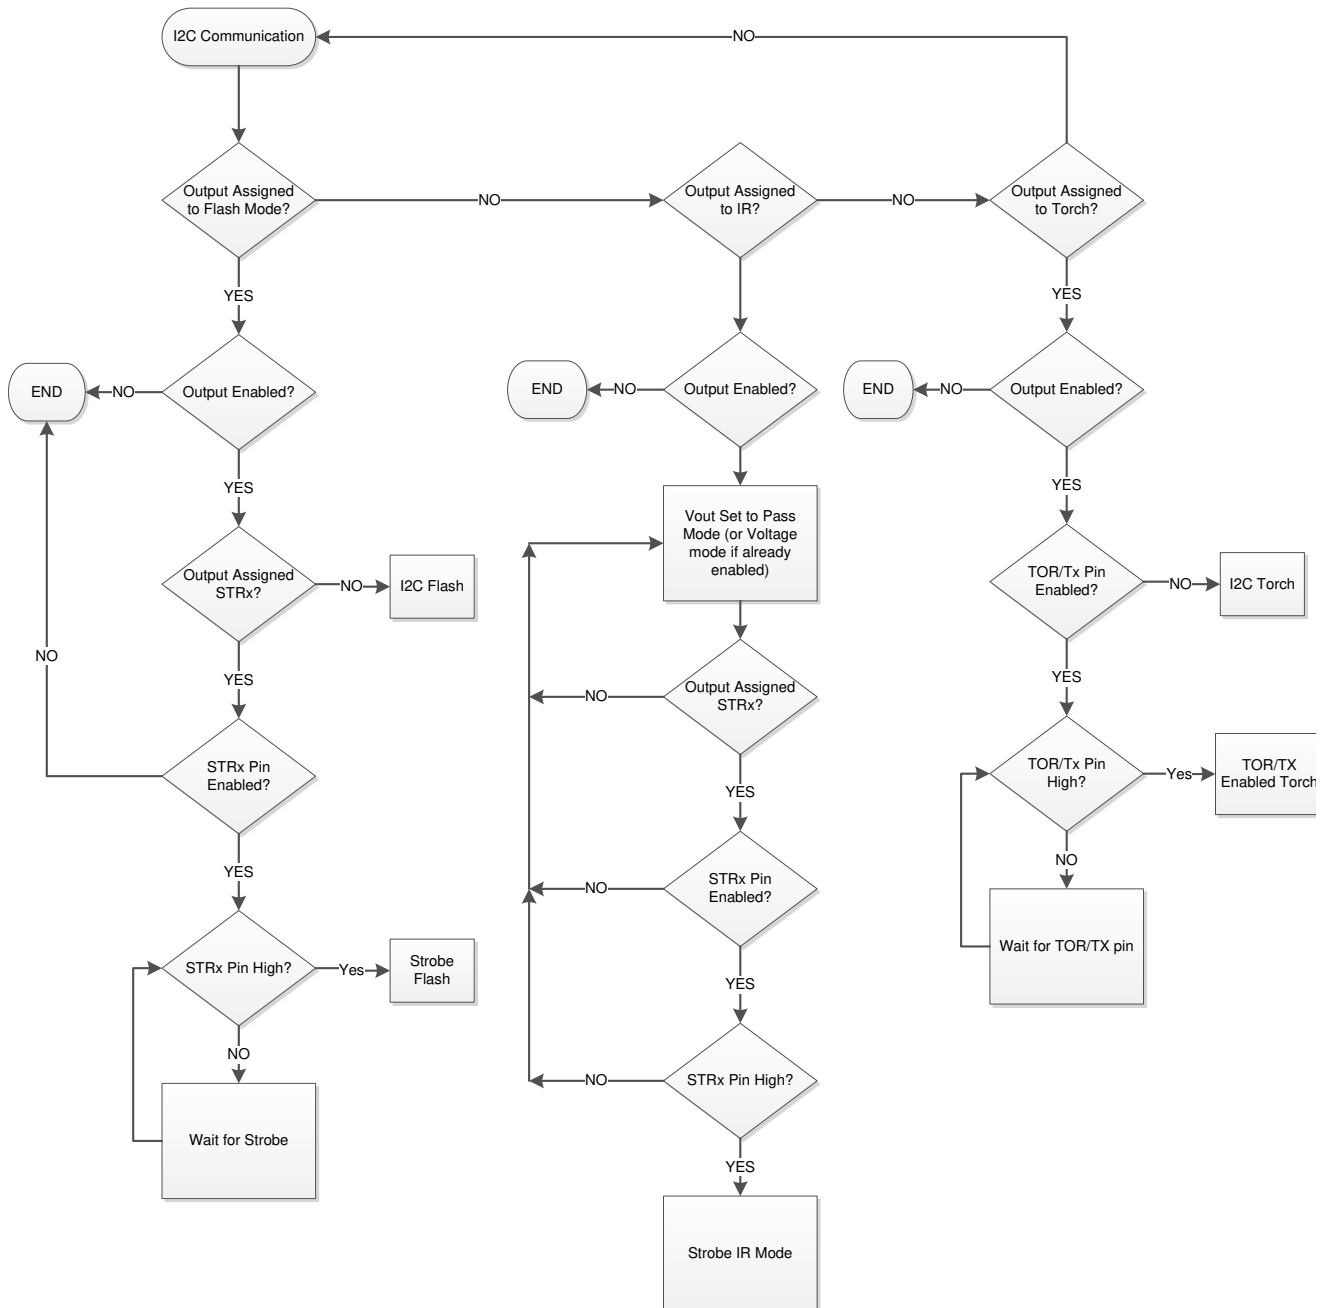 I2C Communication
NO
Output Assigned
to Flash Mode?
NO
Output Assigned
to IR?
NO
Output Assigned
to Torch?
YES
YES
END
NO
Output Enabled?
END
NO
Output Enabled?
END
NO
Output Enabled?
YES
YES
Vout Set to Pass
Mode (or Voltage
mode if already
enabled)
Output Assigned
STRx?
NO
I2C Flash
TOR/Tx Pin
Enabled?
NO
I2C Torch
NO
YES
YES
NO
Output Assigned
STRx?
STRx Pin
Enabled?
TOR/Tx Pin
High?
Yes
TOR/TX
Enabled Torch
YES
YES
NO
NO
STRx Pin
Enabled?
Wait for TOR/TX pin
STRx Pin High?
Yes
Strobe
Flash
YES
NO
NO
STRx Pin High?
Wait for Strobe
YES
Strobe IR Mode